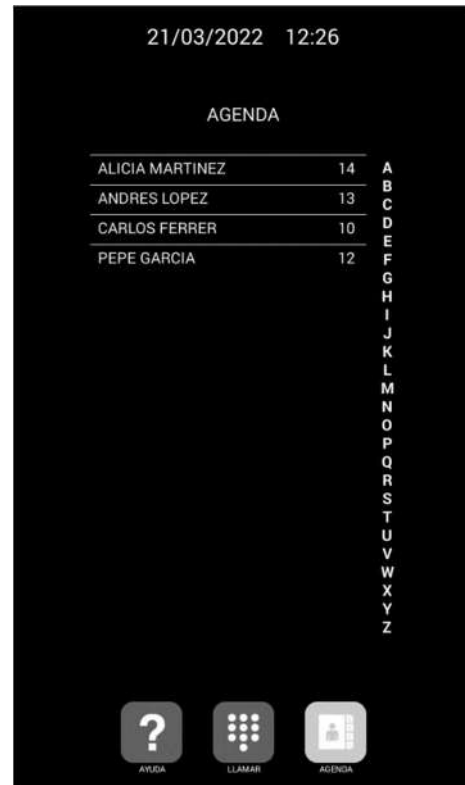 21/03/2022 12:26
AGENDA
ALICIA MARTINEZ 14
ANDRES LOPEZ 13
CARLOS FERRER 10
PEPE GARCIA 12
A
B
C
D
E
F
G
H
I
J
K
L
M
N
O
P
Q
R
S
T
U
V
W
X
Y
Z
?
AYUDA LLAMAR AGENDA